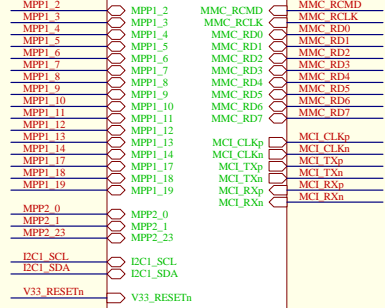 MPP1_2 MPP1_2 MMC_RCMD MMC_RCMD
MPP1_3 MPP1_3 MMC_RCLK MMC_RCLK
MPP1_4 MPP1_4 MMC_RD0 MMC_RD0
MPP1_5 MPP1_5 MMC_RD1 MMC_RD1
MPP1_6 MPP1_6 MMC_RD2 MMC_RD2
MPP1_7 MPP1_7 MMC_RD3 MMC_RD3
MPP1_8 MPP1_8 MMC_RD4 MMC_RD4
MPP1_9 MPP1_9 MMC_RD5 MMC_RD5
MPP1_10 MPP1_10 MMC_RD6 MMC_RD6
MPP1_11 MPP1_11 MMC_RD7 MMC_RD7
MPP1_12 MPP1_12
MPP1_13 MPP1_13 MCI_CLKp MCI_CLKp
MPP1_14 MPP1_14 MCI_CLKn MCI_CLKn
MPP1_17 MPP1_17 MCI_TXp MCI_TXp
MPP1_18 MPP1_18 MCI_TXn MCI_TXn
MPP1_19 MPP1_19 MCI_RXp MCI_RXp
MCI_RXn MCI_RXn
MPP2_0 MPP2_0
MPP2_1 MPP2_1
MPP2_23 MPP2_23
I2C1_SCL I2C1_SCL
I2C1_SDA I2C1_SDA
V33_RESETn V33_RESETn